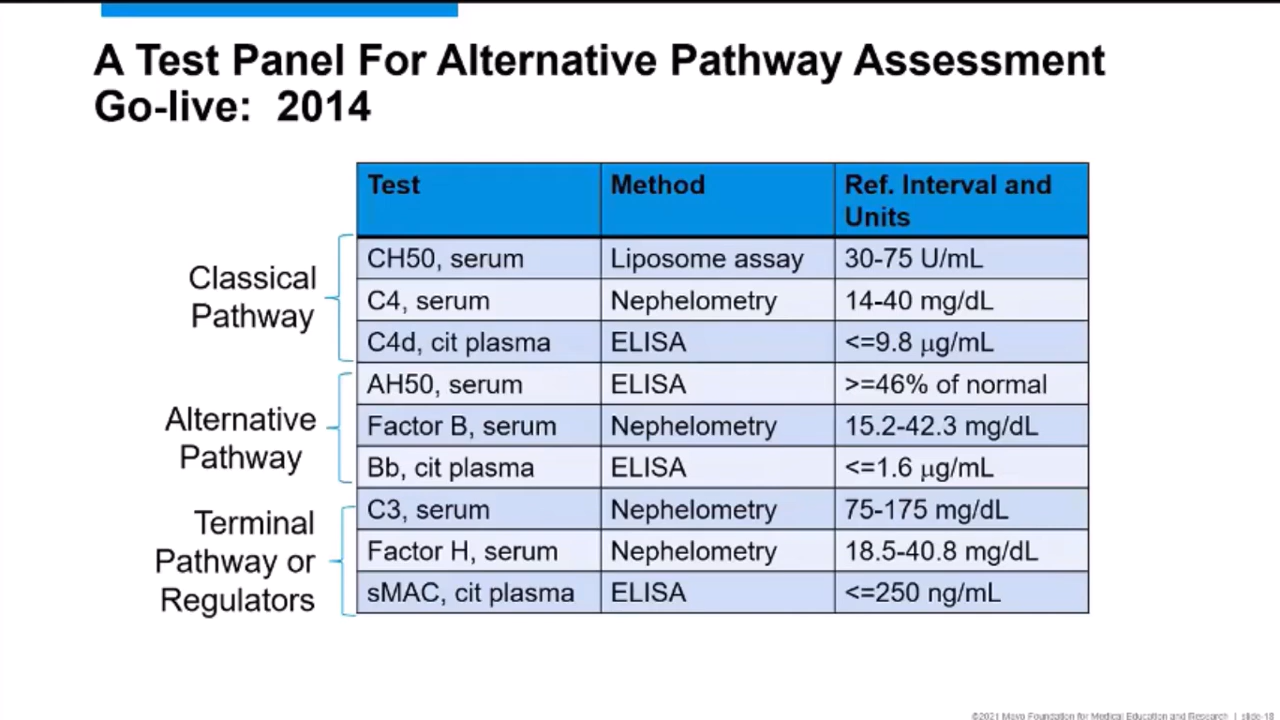 A Test Panel For Alternative Pathway Assessment
Go-live: 2014
Test Method Ref. Interval and
Units
Classical
Pathway
CH50, serum Liposome assay 30-75 U/mL
C4, serum Nephelometry 14-40 mg/dL
C4d, cit plasma ELISA <=9.8 μg/mL
Alternative
Pathway
AH50, serum ELISA >=46% of normal
Factor B, serum Nephelometry 15.2-42.3 mg/dL
Bb, cit plasma ELISA <=1.6 μg/mL
Terminal
Pathway or
Regulators
C3, serum Nephelometry 75-175 mg/dL
Factor H, serum Nephelometry 18.5-40.8 mg/dL
sMAC, cit plasma ELISA <=250 ng/mL
©2021 Mayo Foundation for Medical Education and Research | slide-18